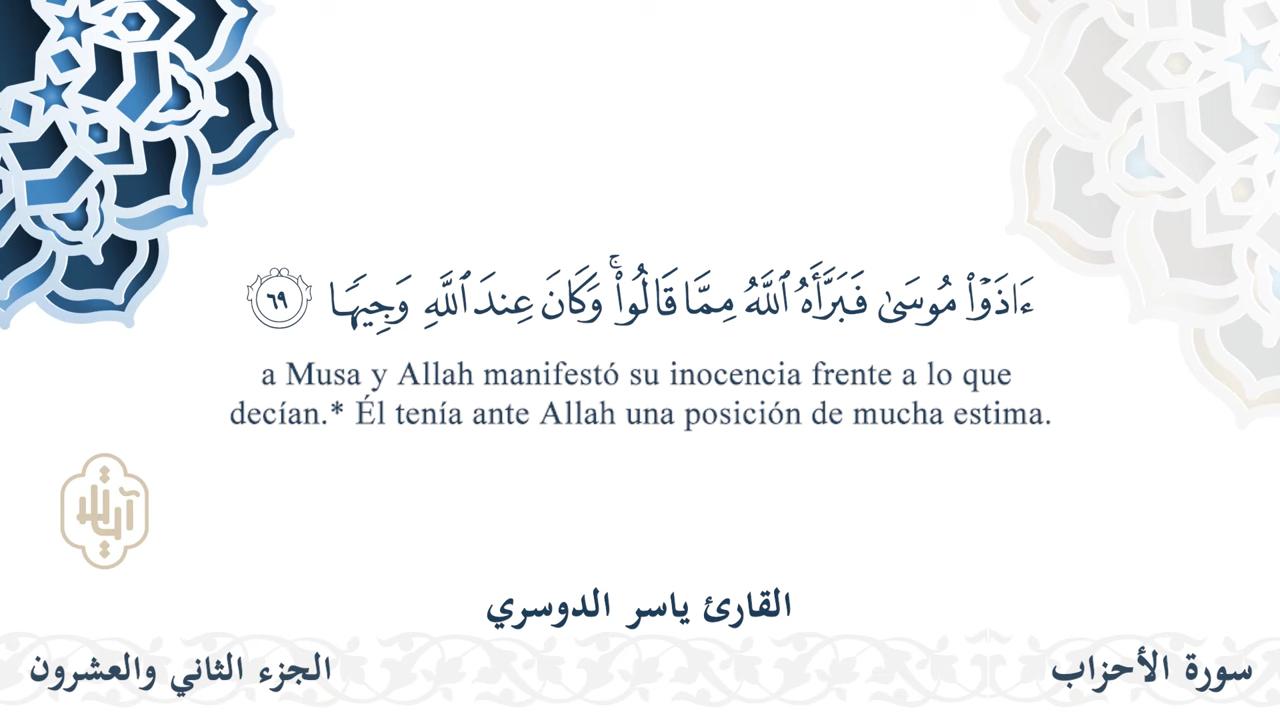 ءَاذَوۡاْ مُوسَىٰ فَبَرَّأَهُ ٱللَّهُ مِمَّا قَالُواْۚ وَكَانَ عِندَ ٱللَّهِ وَجِيهٗا ٦٩
a Musa y Allah manifestó su inocencia frente a lo que
decían.* Él tenía ante Allah una posición de mucha estima.
آيات
القارئ ياسر الدوسري
سورة الأحزاب
الجزء الثاني والعشرون